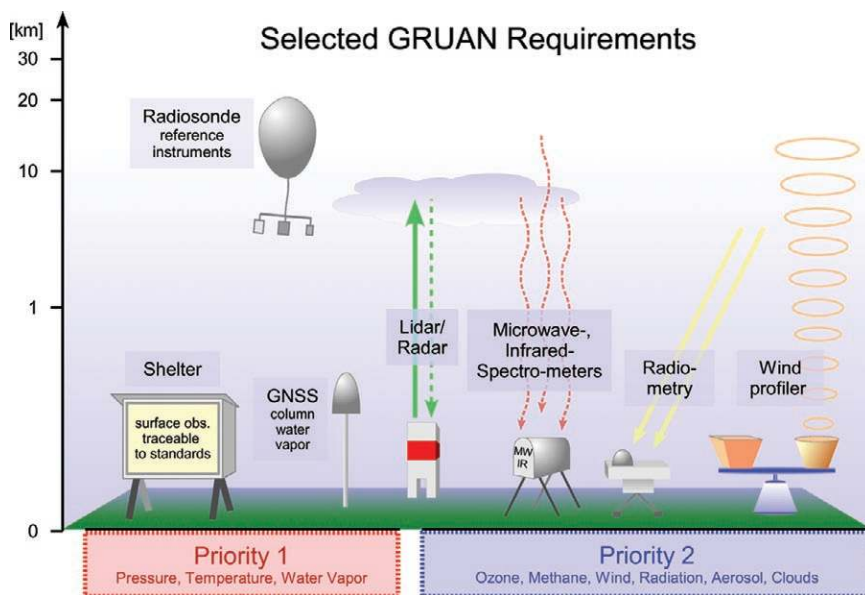 [km]
Selected GRUAN Requirements
30
20
10
1
0
Radiosonde
reference
instruments
Lidar/
Radar
Microwave-,
Infrared-
Spectro-meters
Shelter
surface obs.
traceable
to standards
GNSS
column
water
vapor
Radio-
metry
Wind
profiler
MW
IR
Priority 1
Pressure, Temperature, Water Vapor
Priority 2
Ozone, Methane, Wind, Radiation, Aerosol, Clouds